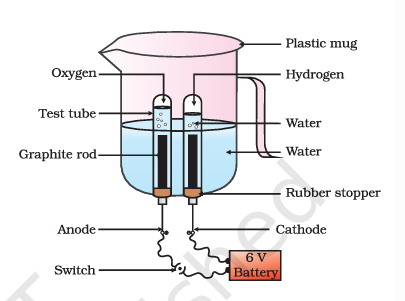 Plastic mug
Oxygen
Hydrogen
Test tube
Water
Graphite rod
Water
Rubber stopper
Anode
Cathode
Switch
6 V
Battery